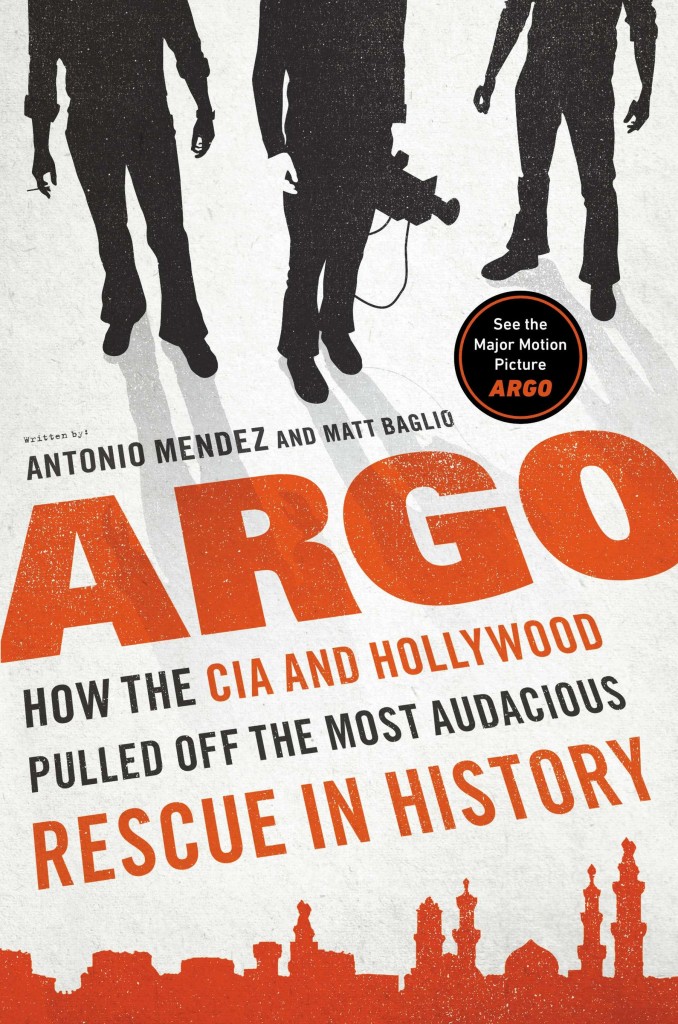 See the
Major Motion
Picture
ARGO
Written by:
ANTONIO MENDEZ AND MATT BAGLIO
ARGO
HOW THE CIA AND HOLLYWOOD
PULLED OFF THE MOST AUDACIOUS
RESCUE IN HISTORY